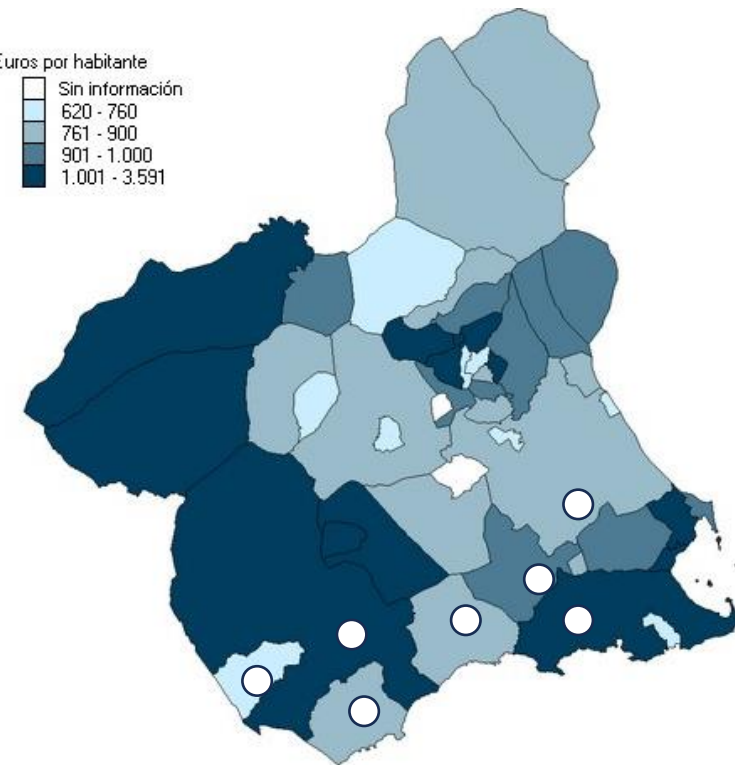 Euros por habitante
Sin información
620 - 760
761 - 900
901 - 1.000
1.001 - 3.591